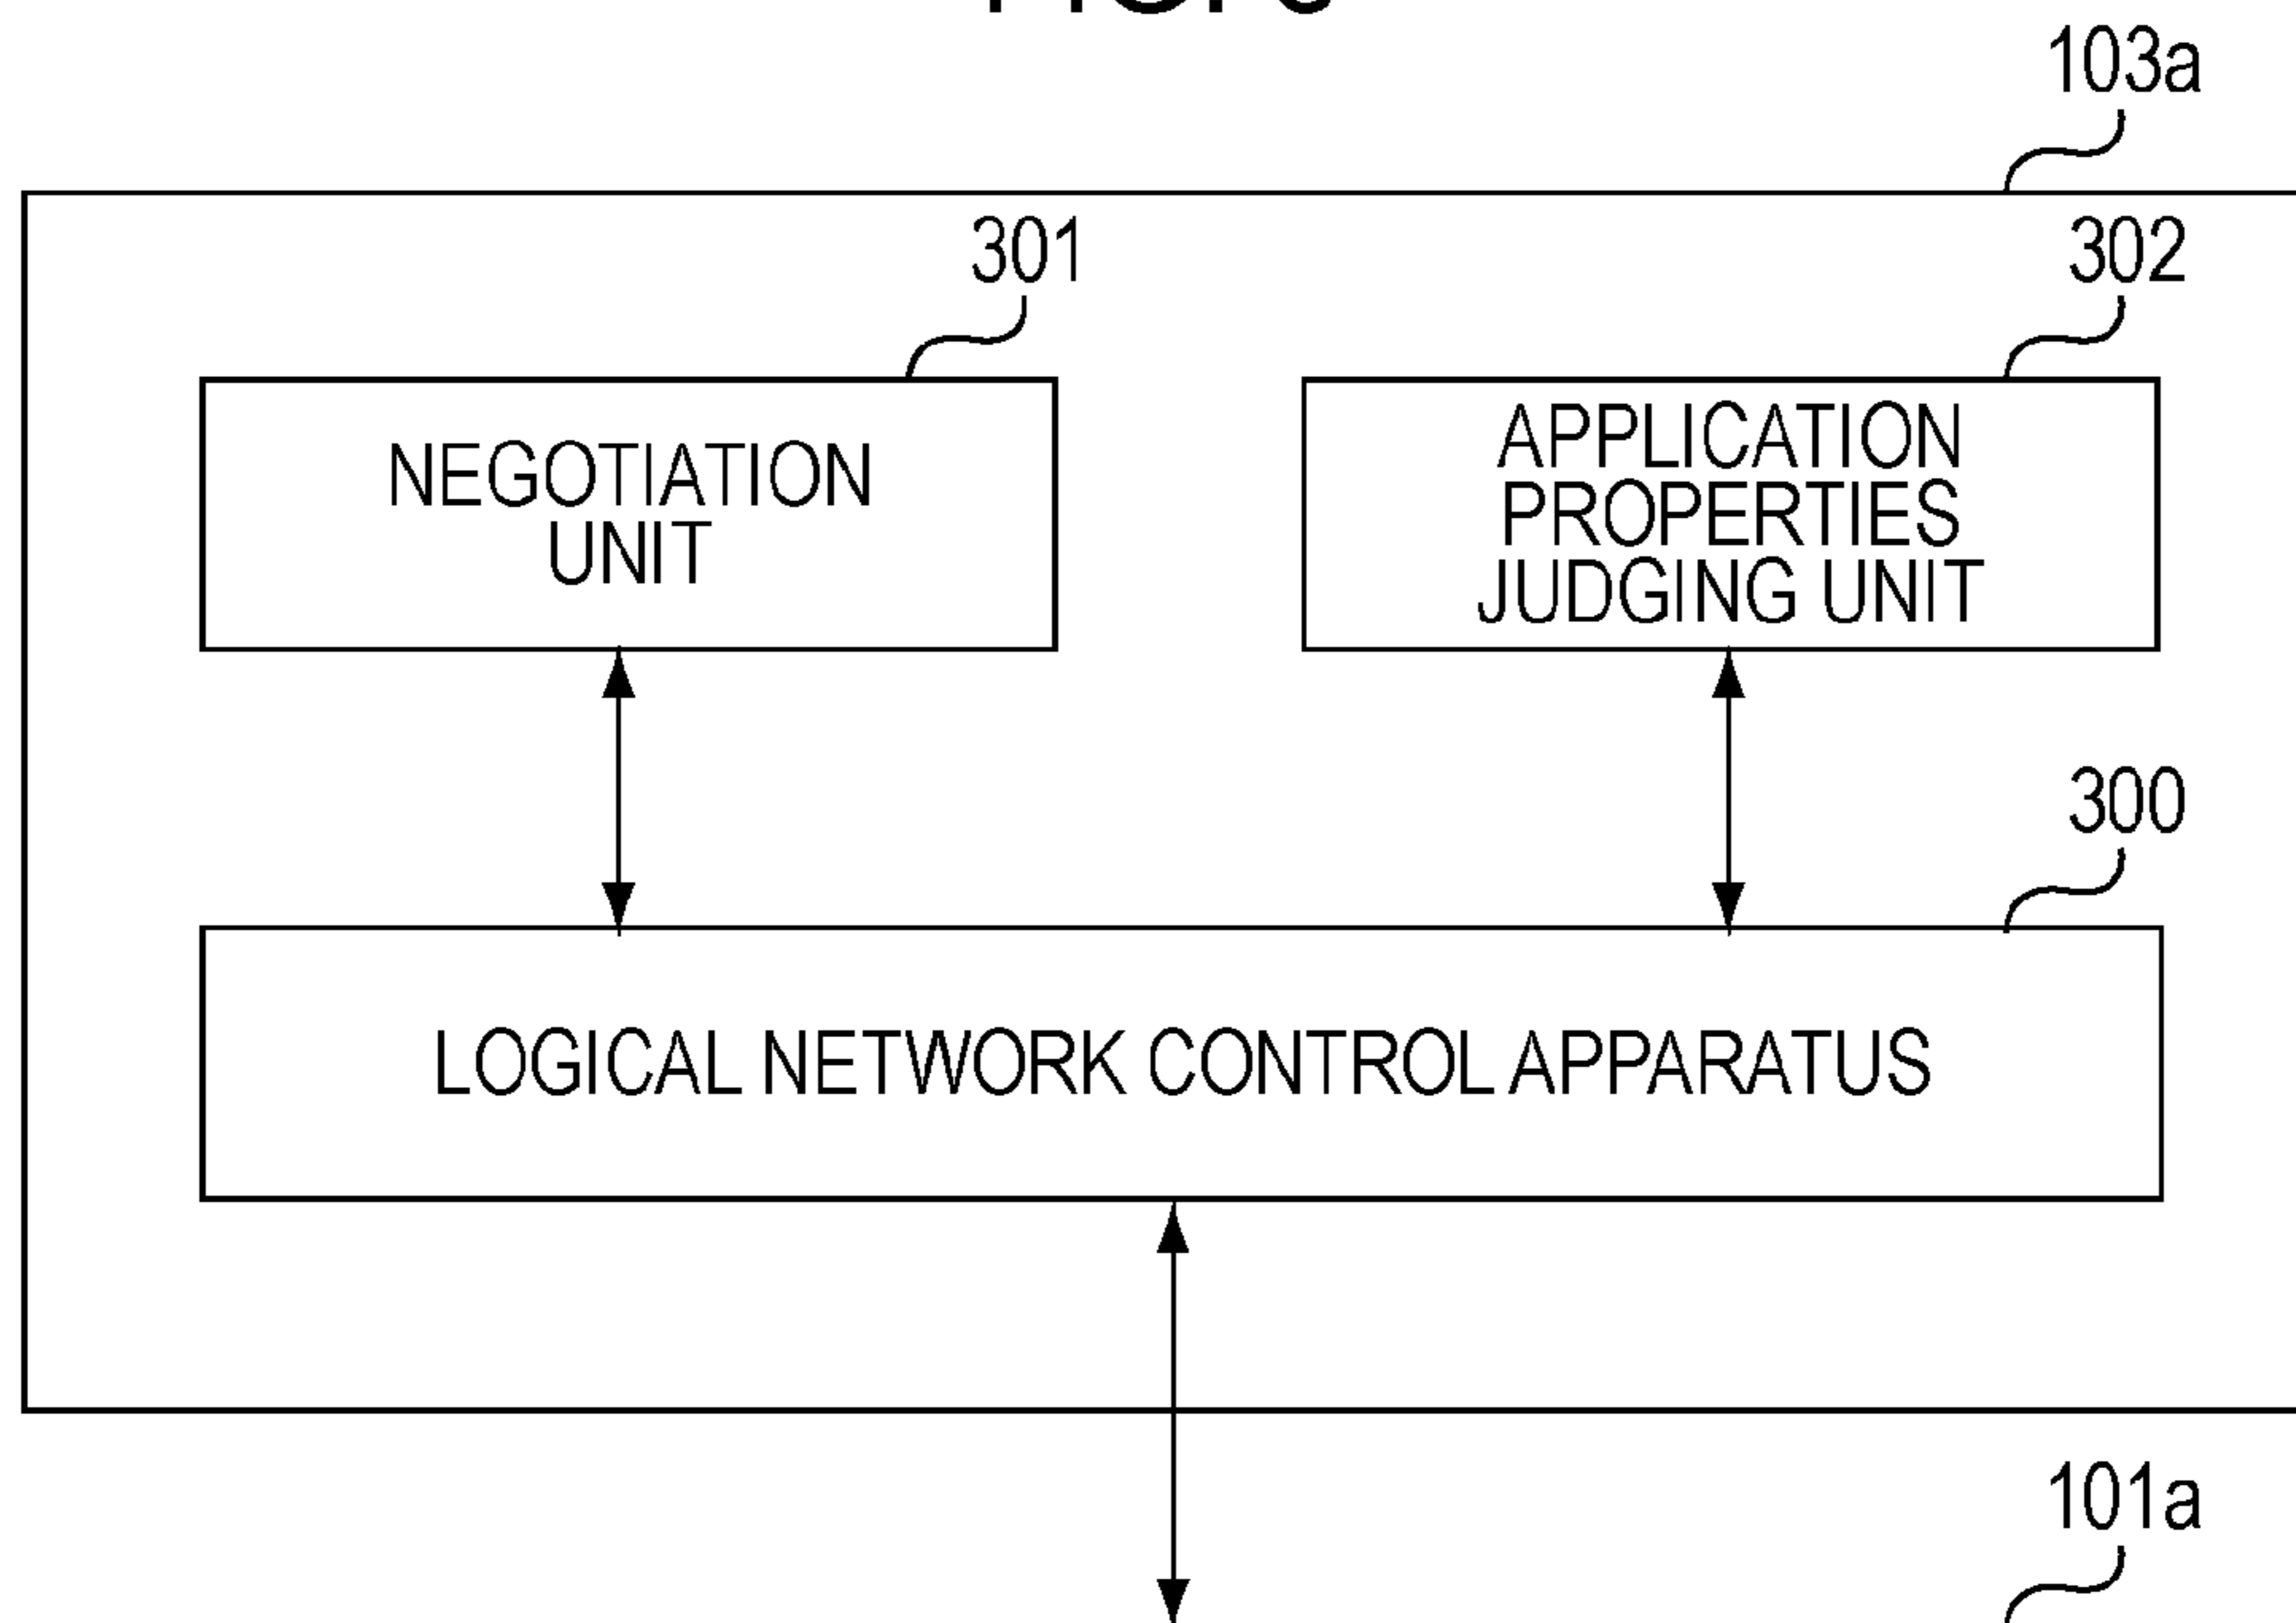 103a
301
302
NEGOTIATION
UNIT
APPLICATION
PROPERTIES
JUDGING UNIT
300
LOGICAL NETWORK CONTROL APPARATUS
101a